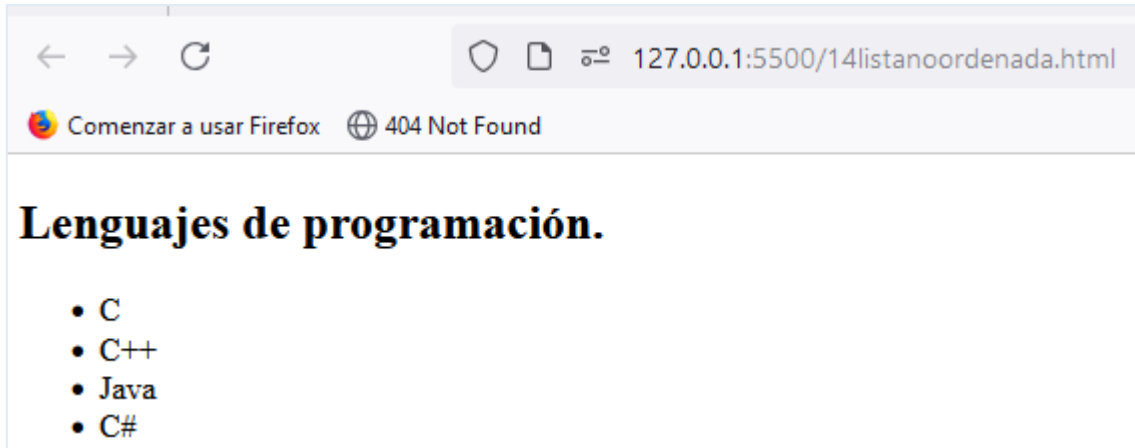 127.0.0.1:5500/14listanoordenada.html
Comenzar a usar Firefox 404 Not Found
Lenguajes de programación.
• C
• C++
• Java
• C#